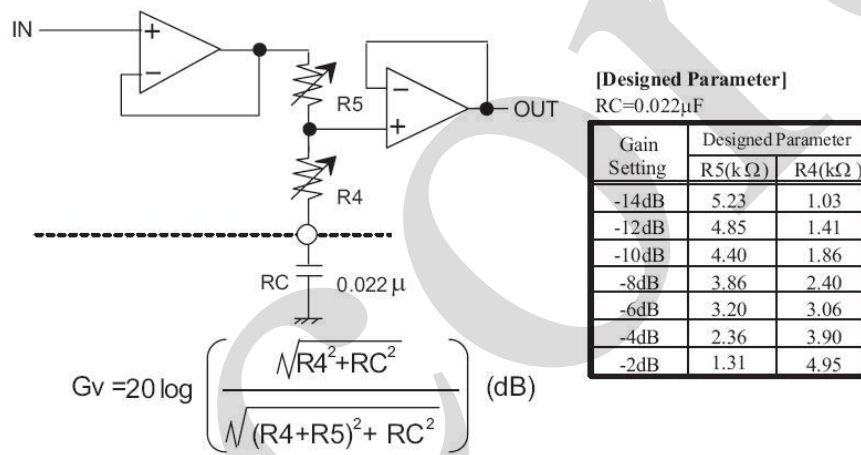 IN
+
−
R5
−
+
OUT
R4
RC 0.022 μ
Gv =20 log ( √R4²+RC² / √(R4+R5)²+ RC² ) (dB)
[Designed Parameter]
RC=0.022μF
Gain Setting Designed Parameter
R5(kΩ) R4(kΩ)
-14dB 5.23 1.03
-12dB 4.85 1.41
-10dB 4.40 1.86
-8dB 3.86 2.40
-6dB 3.20 3.06
-4dB 2.36 3.90
-2dB 1.31 4.95